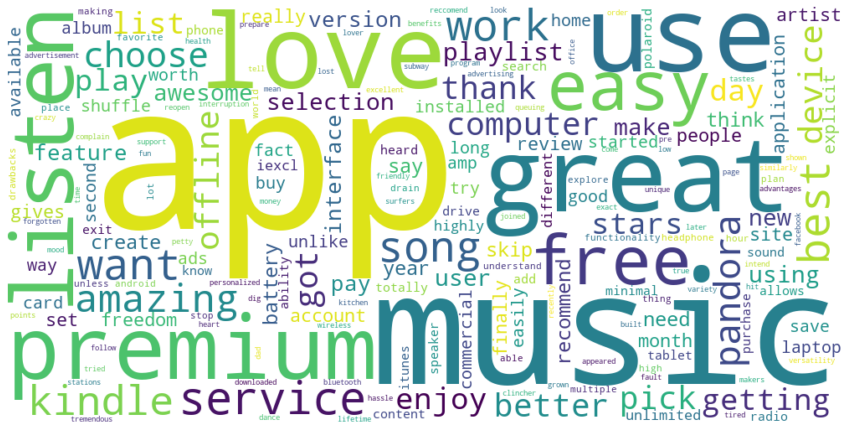 making
album
favorite
advertisement
list
really
playlist
version
phone
health
prepare
benefits
lover
tell
home
reccomend
look
office
order
artist
available
listen
choose
love
work
use
polaroid
place
crazy
play
worth
awesome
reopen
complain
shuffle
selection
installed
search
program
lost
subway
advertising
excellent
mean
interruption
world
thank
easy
day
tastes
queuing
device
explicit
application
best
drawbacks
feature
support
fun
app
offline
interface
fact
iexcl
buy
heard
say
long
amp
try
computer
review
make
started
people
think
come
low
pre
page
shown
similarly
plan
advantages
great
good
different
explore
unique
exact
second
time
lot
gives
forgotten
exit
create
mood
petty
want
way
ads
know
friendly
drain
money
surfers
drive
highly
unlike
song
year
skip
stars
new
site
joined
functionality
headphone
hour
later
facebook
unless
android
personalized
dig
ability
battery
got
pay
totally
user
understand
finally
add
free
minimal
true
pandora
sound
intend
using
allows
card
points
amazing
set
freedom
stop
heart
account
kitchen
wireless
itunes
speaker
commercial
easily
able
recently
recommend
built
thing
variety
hit
purchase
need
month
save
versatility
laptop
tablet
follow
tried
premium
dad
music
appeared
high
fault
makers
stations
tremendous
kindle
downloaded
bluetooth
hassle
service
dance
lifetime
content
enjoy
clincher
grown
better
multiple
pick
unlimited
tired
getting
radio